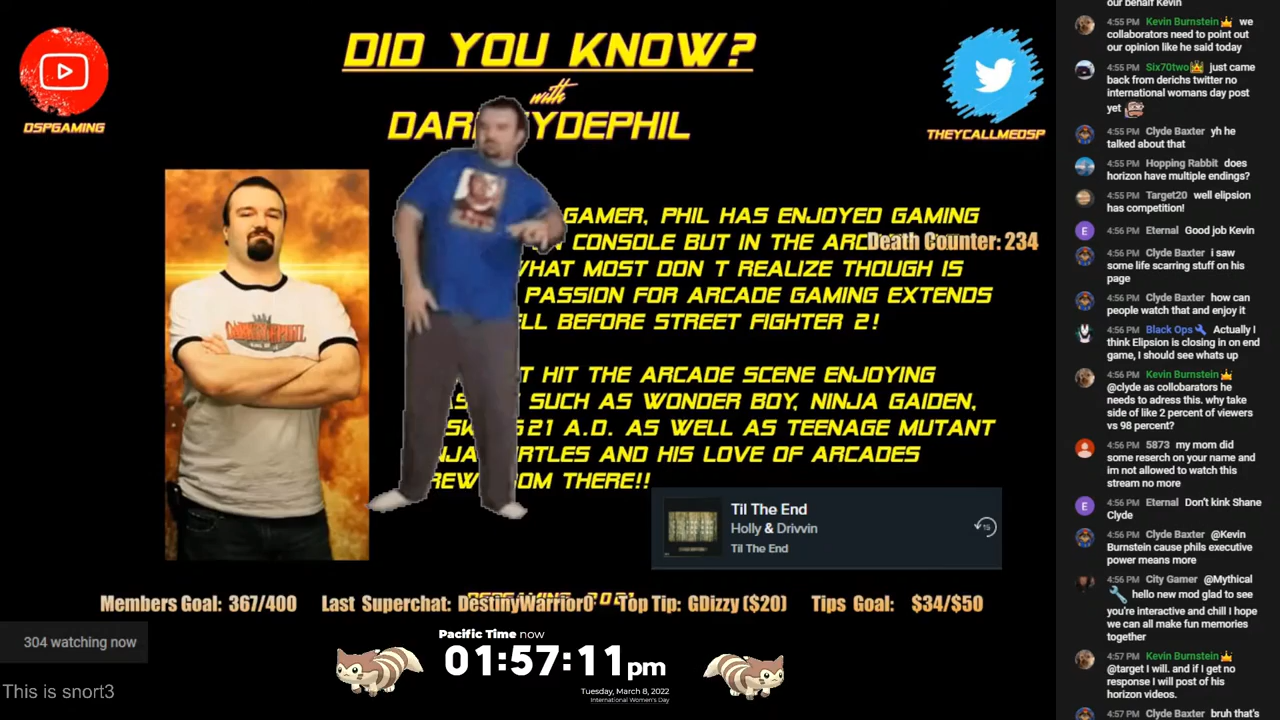 DID YOU KNOW?
with
DAR YDEPHIL
DSPGAMING
THEYCALLMEDSP
GAMER, PHIL HAS ENJOYED GAMING
CONSOLE BUT IN THE
Death Counter: 234
WHAT MOST DON T REALIZE THOUGH IS
PASSION FOR ARCADE GAMING EXTENDS
ELL BEFORE STREET FIGHTER 2!
T HIT THE ARCADE SCENE ENJOYING
SUCH AS WONDER BOY, NINJA GAIDEN,
A.D. AS WELL AS TEENAGE MUTANT
AND HIS LOVE OF ARCADES
OM THERE!!
Til The End
Holly & Drivvin
Til The End
15
Members Goal: 367/400
Last Superchat: DestinyWarrior0
Top Tip: GDizzy ($20)
Tips Goal: $34/$50
304 watching now
This is snort3
Pacific Time now
01:57:11pm
Tuesday, March 8, 2022
International Women's Day
our behalf Kevin
4:55 PM Kevin Burnstein we
collaborators need to point out
our opinion like he said today
4:55 PM Six70two just came
back from derichs twitter no
international womans day post
yet
4:55 PM Clyde Baxter yh he
talked about that
4:55 PM Hopping Rabbit does
horizon have multiple endings?
4:55 PM Target20 well elipsion
has competition!
4:56 PM Eternal Good job Kevin
4:56 PM Clyde Baxter i saw
some life scarring stuff on his
page
4:56 PM Clyde Baxter how can
people watch that and enjoy it
4:56 PM Black Ops Actually I
think Elipsion is closing in on end
game, I should see whats up
4:56 PM Kevin Burnstein
@clyde as collobarators he
needs to adress this. why take
side of like 2 percent of viewers
vs 98 percent?
4:56 PM 5873 my mom did
some reserch on your name and
im not allowed to watch this
stream no more
4:56 PM Eternal Don't kink Shane
Clyde
4:56 PM Clyde Baxter @Kevin
Burnstein cause phils executive
power means more
4:56 PM City Gamer @Mythical
hello new mod glad to see
you're interactive and chill I hope
we can all make fun memories
together
4:57 PM Kevin Burnstein
@target I will. and if I get no
response I will post of his
horizon videos.
4:57 PM Clyde Baxter bruh that's